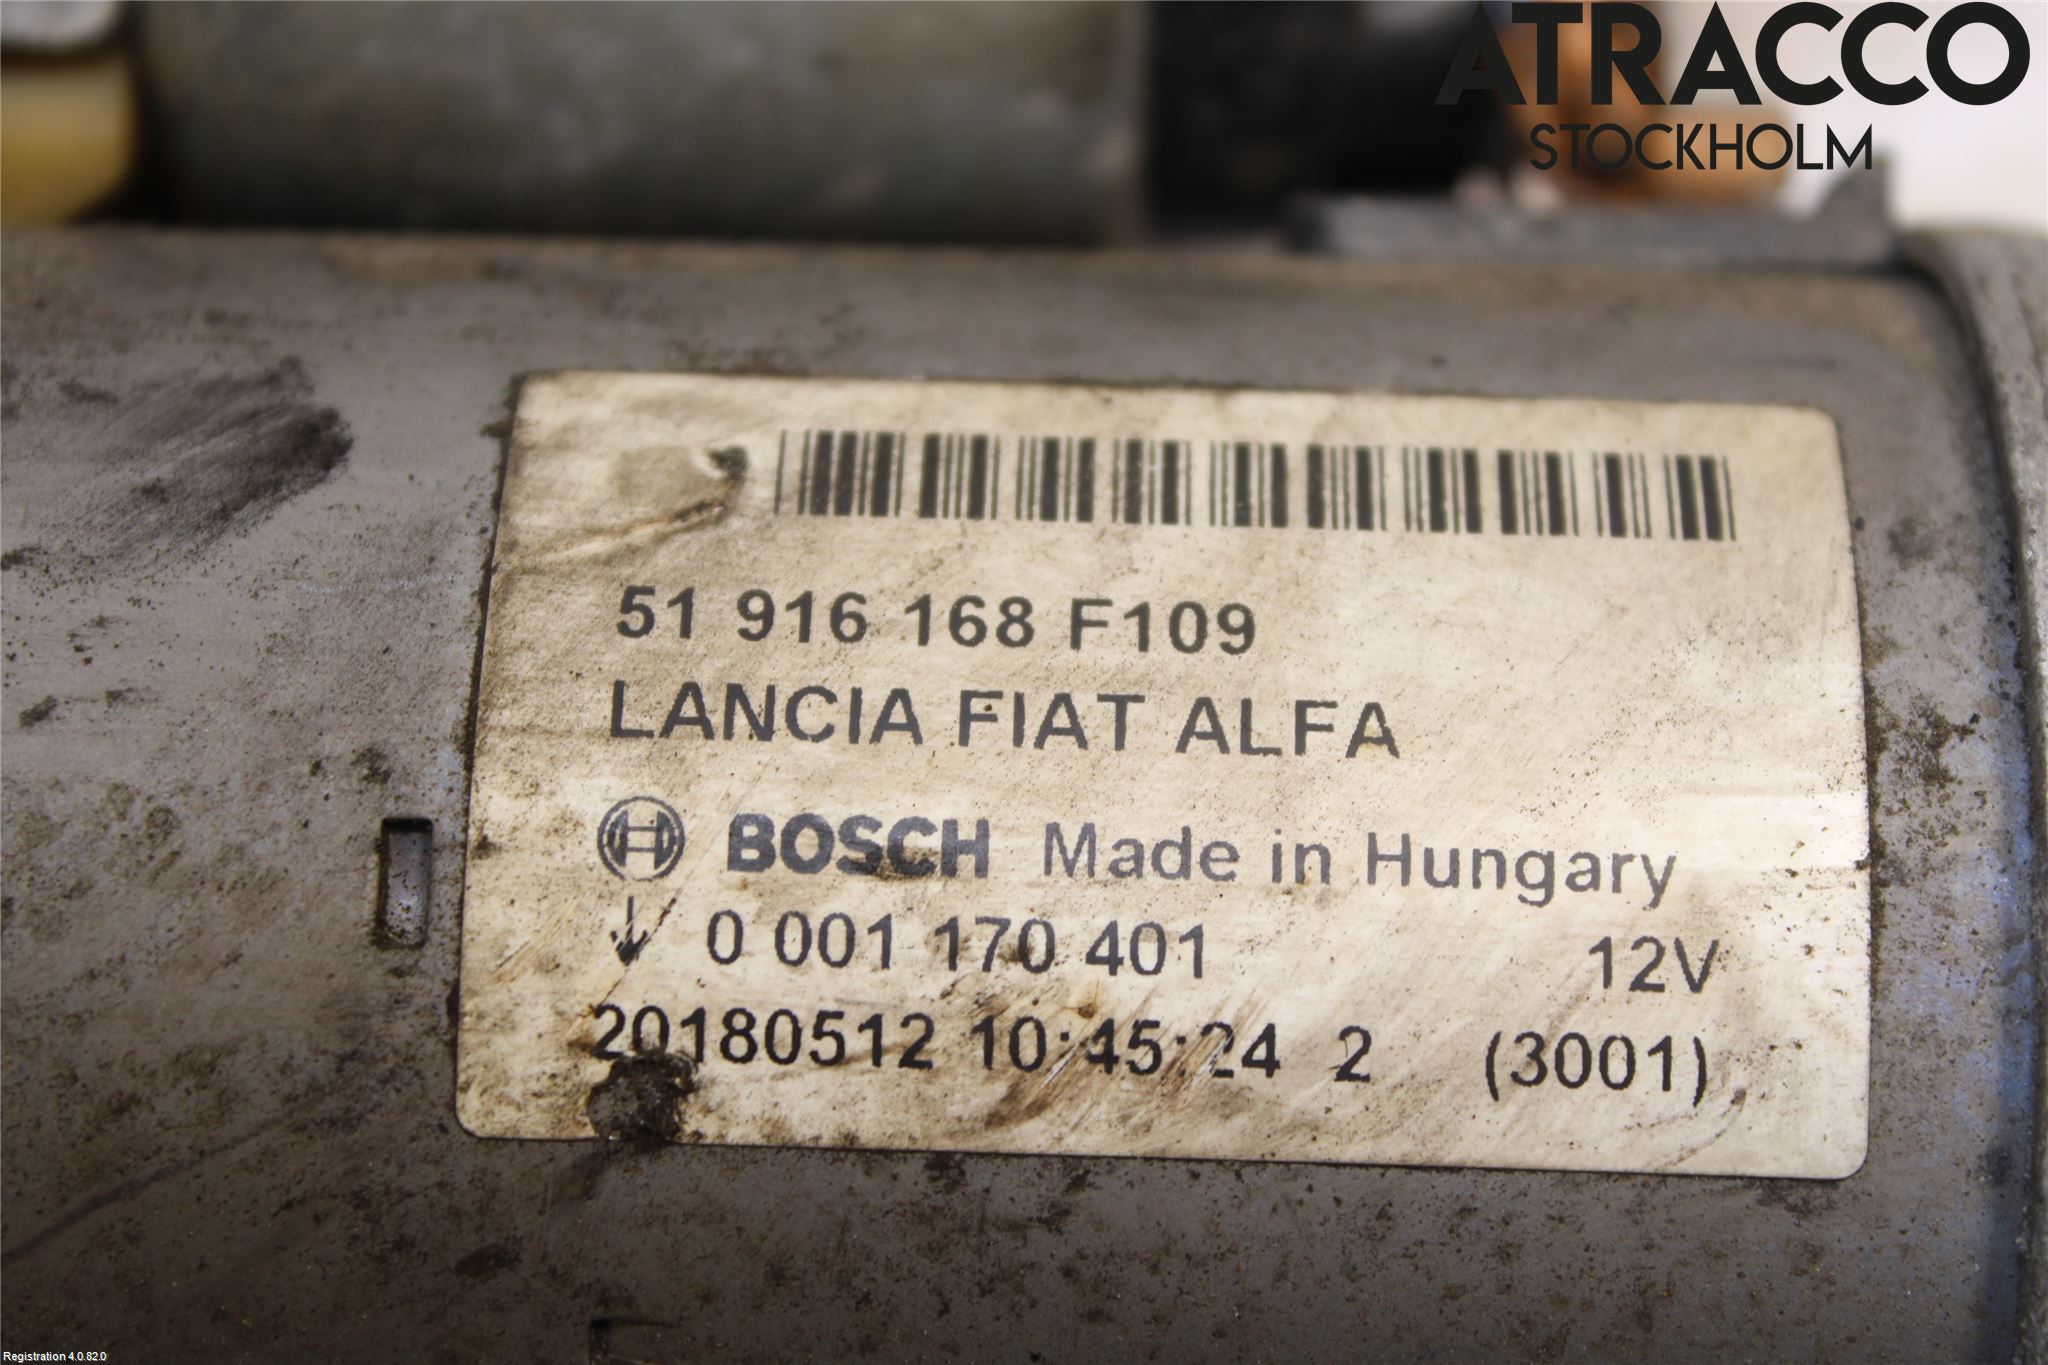 ATRACCO
STOCKHOLM
51 916 168 F109
LANCIA FIAT ALFA
BOSCH Made in Hungary
↓ 0 001 170 401 12V
20180512 10:45:24 2 (3001)
Registration 4.0.82.0